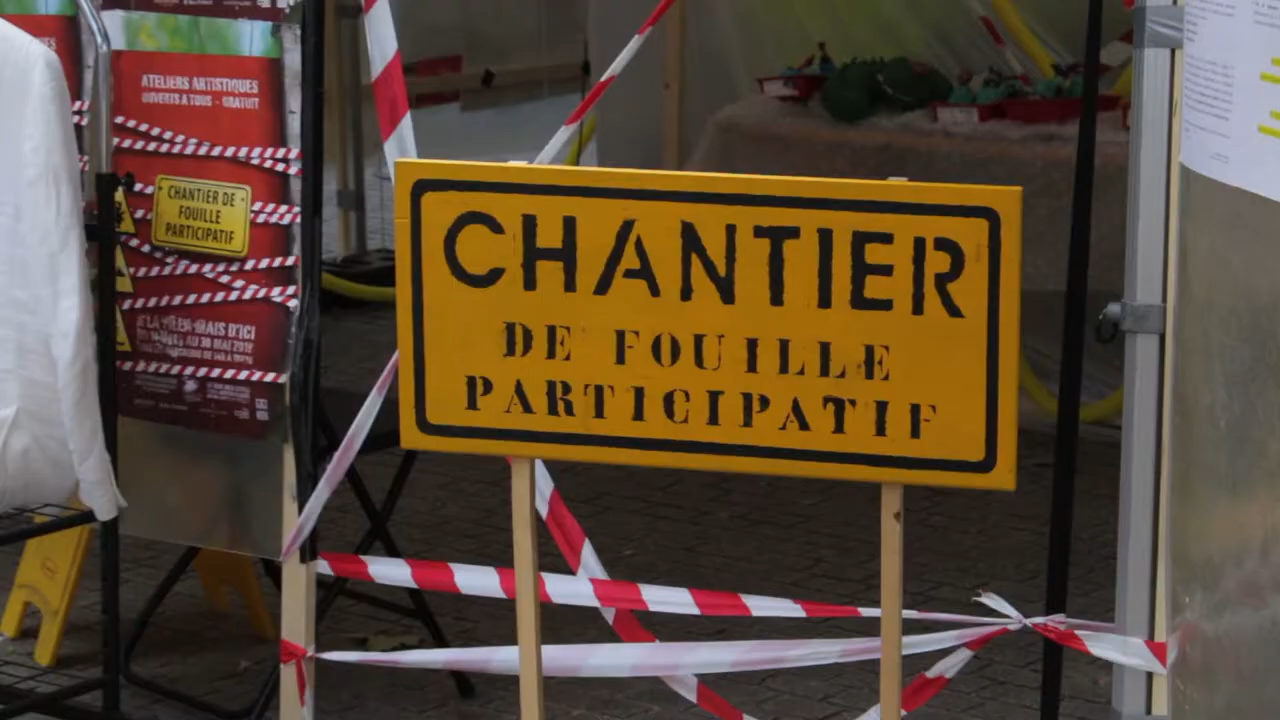 ATELIERS ARTISTIQUES
OUVERTS A TOUS - GRATUIT
CHANTIER DE
FOUILLE
PARTICIPATIF
CHANTIER
DE FOUILLE
PARTICIPATIF